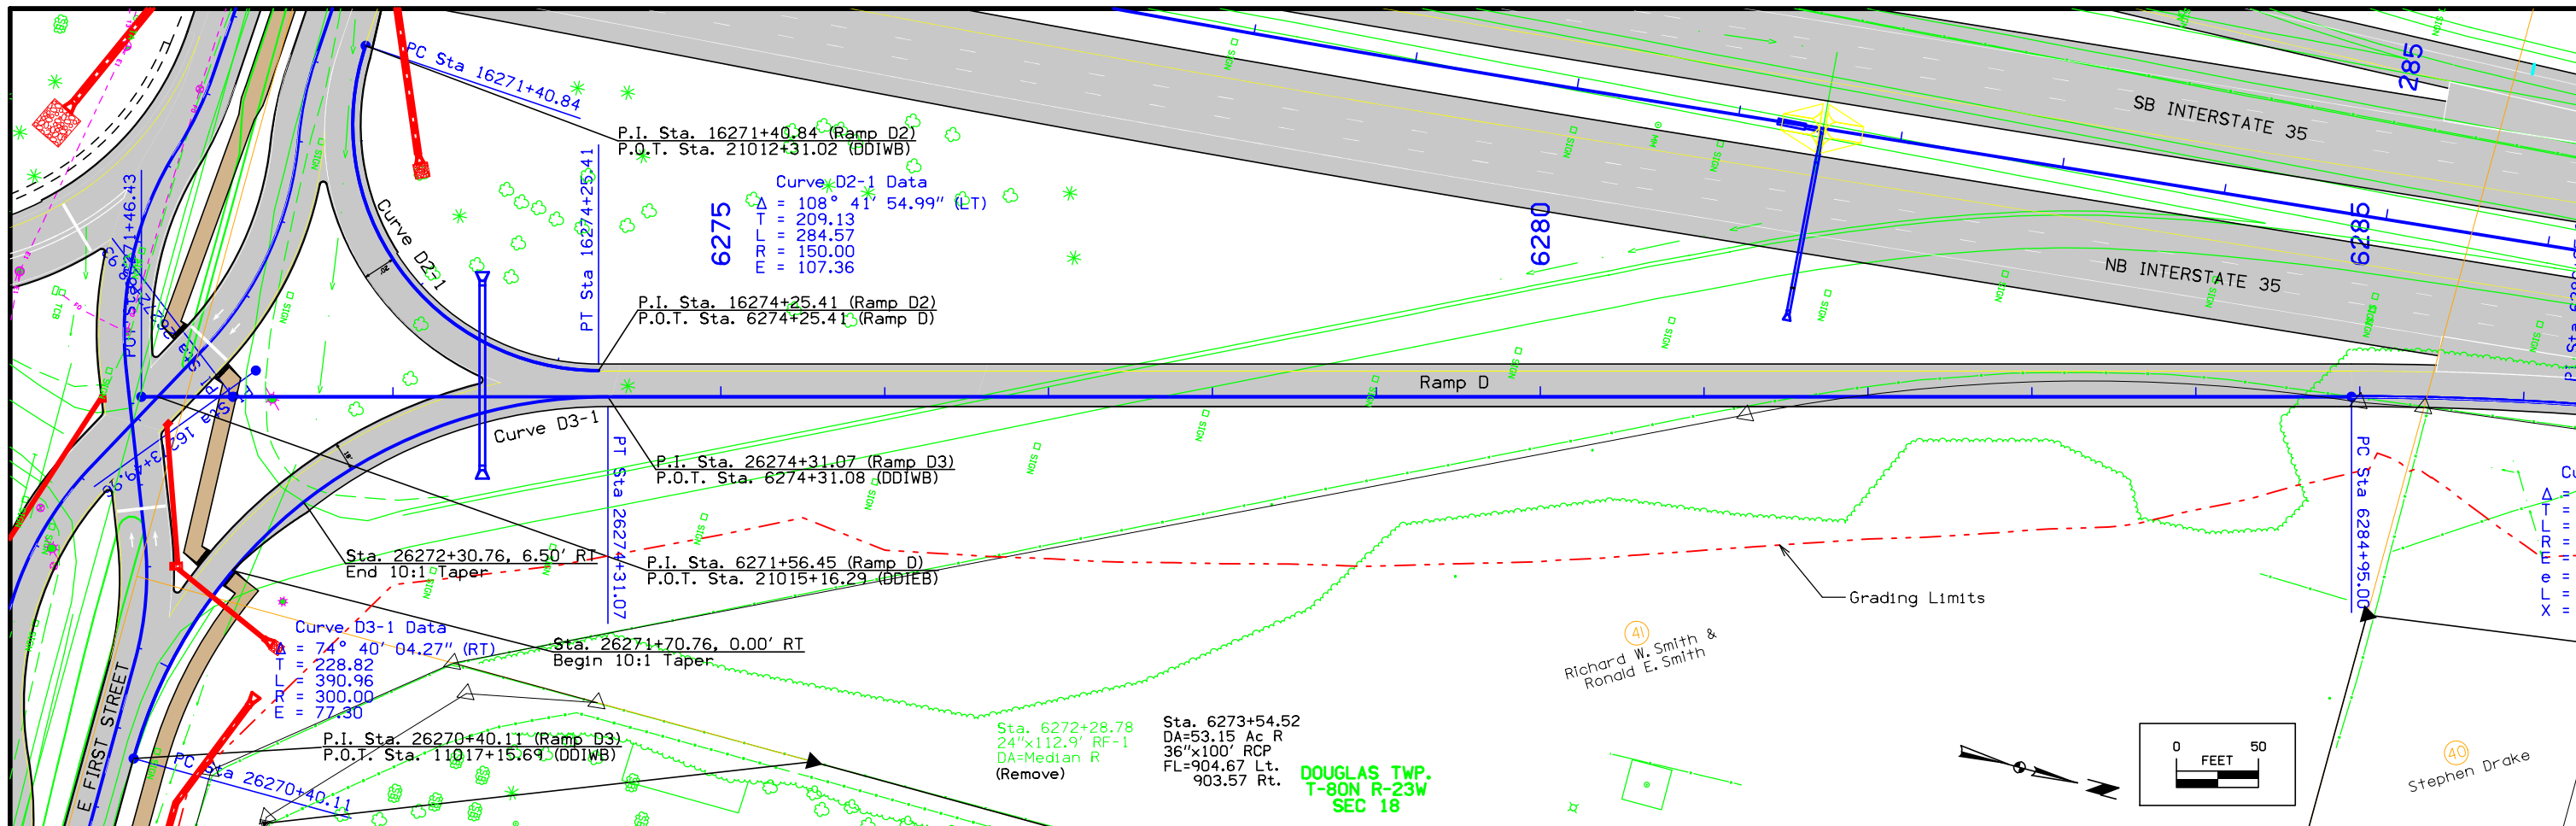 PC Sta 16271+40.84
P.I. Sta. 16271+40.84 (Ramp D2)
P.O.T. Sta. 21012+31.02 (DDIWB)
Curve D2-1 Data
Δ = 108° 41' 54.99" (LT)
T = 209.13
L = 284.57
R = 150.00
E = 107.36
Curve D2-1
PT Sta 16274+25.41
6275
6280
6285
285
SB INTERSTATE 35
NB INTERSTATE 35
SIGN
SIGN
SIGN
SIGN
MH
TCB
P.I. Sta. 16274+25.41 (Ramp D2)
P.O.T. Sta. 6274+25.41 (Ramp D)
Ramp D
Curve D3-1
P.I. Sta. 26274+31.07 (Ramp D3)
P.O.T. Sta. 6274+31.08 (DDIWB)
PT Sta 26274+31.07
PC Sta 6284+95.00
Sta. 26272+30.76, 6.50' RT
End 10:1 Taper
P.I. Sta. 6271+56.45 (Ramp D)
P.O.T. Sta. 21015+16.29 (DDIEB)
Grading Limits
Cu
Δ =
T =
L =
R =
E =
e =
L =
X =
Curve D3-1 Data
Δ = 74° 40' 04.27" (RT)
T = 228.82
L = 390.96
R = 300.00
E = 77.30
Sta. 26271+70.76, 0.00' RT
Begin 10:1 Taper
41
Richard W. Smith &
Ronald E. Smith
E FIRST STREET
P.I. Sta. 26270+40.11 (Ramp D3)
P.O.T. Sta. 11017+15.69 (DDIWB)
PC Sta 26270+40.11
Sta. 6272+28.78
24"x112.9' RF-1
DA=Median R
(Remove)
Sta. 6273+54.52
DA=53.15 Ac R
36"x100' RCP
FL=904.67 Lt.
903.57 Rt.
DOUGLAS TWP.
T-80N R-23W
SEC 18
0 50
FEET
40
Stephen Drake